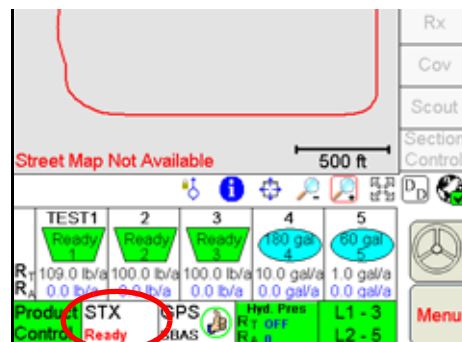 Rx
Cov
Scout
Section
Control
Street Map Not Available
500 ft
DD
TEST1 2 3 4 5
Ready Ready Ready 180 gal 60 gal
1 2 3 4 5
RT 109.0 lb/a 100.0 lb/a 100.0 lb/a 10.0 gal/a 1.0 gal/a
RA 0.0 lb/a 0.0 lb/a 0.0 lb/a 0.0 gal/a 0.0 gal/a
Product STX GPS Hyd. Pres L1 - 3
RT OFF
Control Ready SBAS RA 0 L2 - 5
Menu